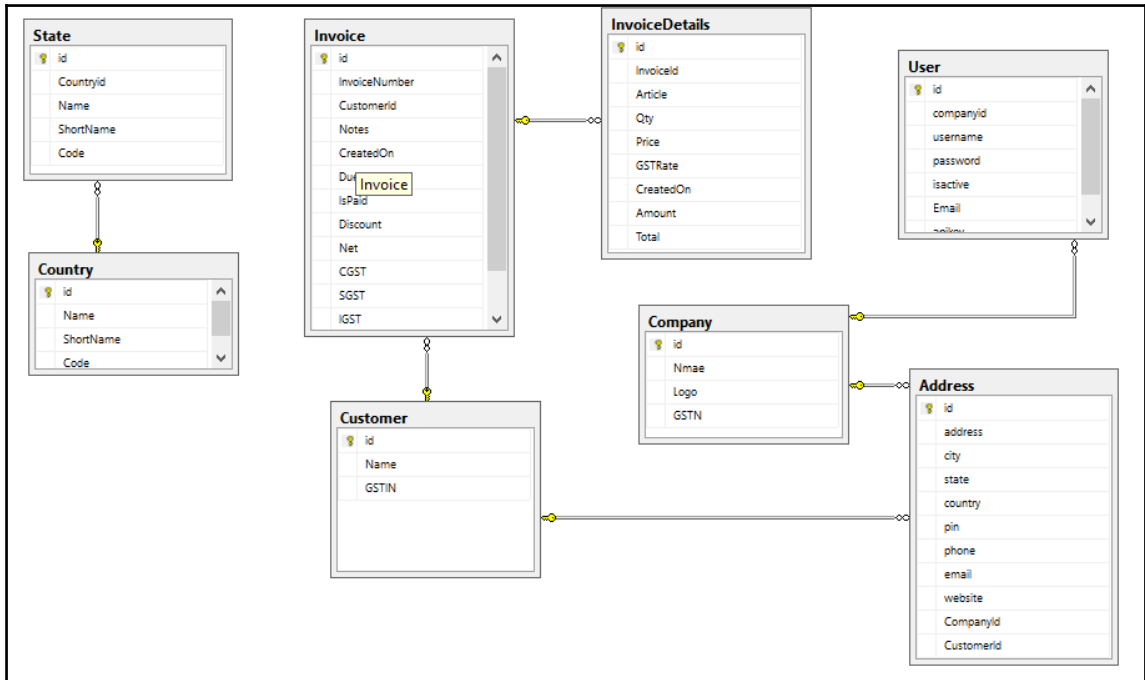 State
id
Countryid
Name
ShortName
Code
Country
id
Name
ShortName
Code
Invoice
id
InvoiceNumber
CustomerId
Notes
CreatedOn
Due
Invoice
IsPaid
Discount
Net
CGST
SGST
IGST
Customer
id
Name
GSTIN
InvoiceDetails
id
InvoiceId
Article
Qty
Price
GSTRate
CreatedOn
Amount
Total
User
id
companyid
username
password
isactive
Email
apikey
Company
id
Nmae
Logo
GSTN
Address
id
address
city
state
country
pin
phone
email
website
CompanyId
CustomerId